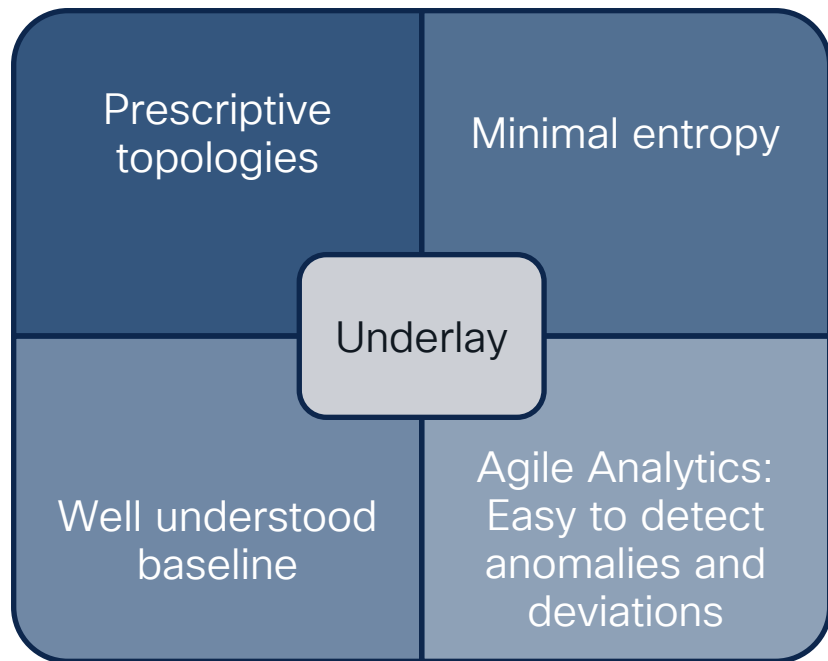 Prescriptive
topologies
Minimal entropy
Underlay
Well understood
baseline
Agile Analytics:
Easy to detect
anomalies and
deviations